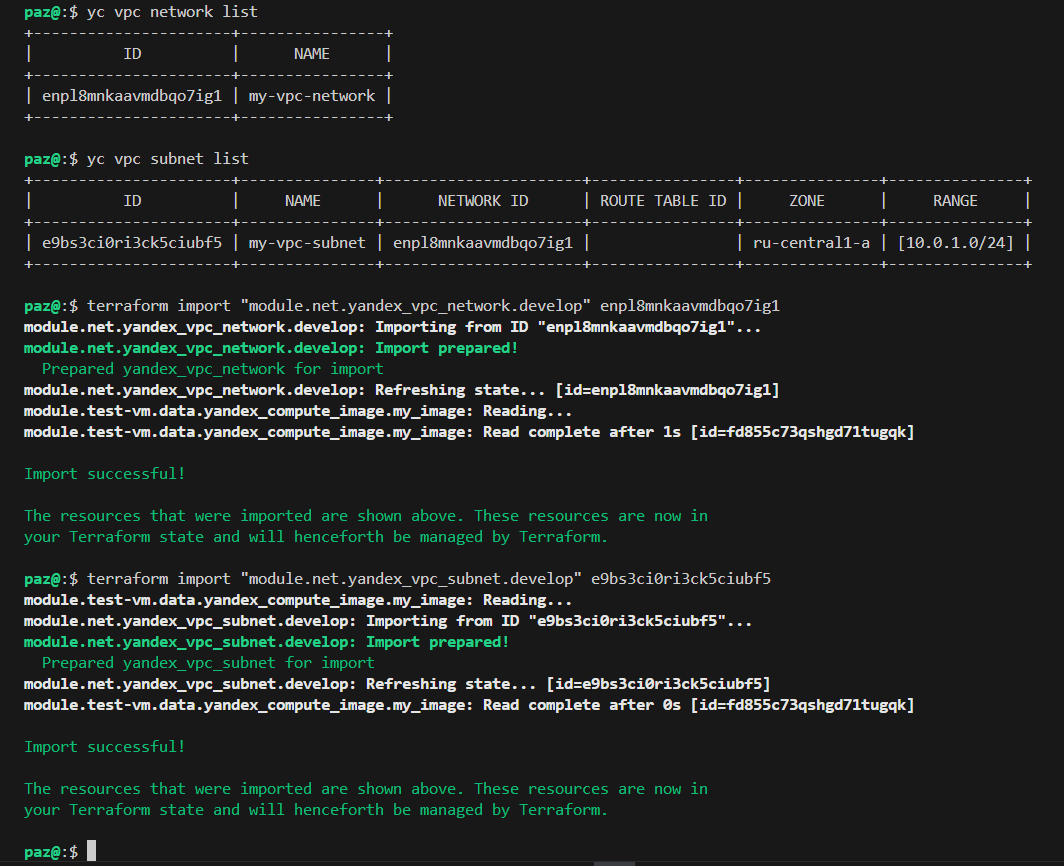 paz@:$ yc vpc network list
+----------------------+----------------+
|          ID          |      NAME      |
+----------------------+----------------+
| enpl8mnkaavmdbqo7ig1 | my-vpc-network |
+----------------------+----------------+
paz@:$ yc vpc subnet list
+----------------------+---------------+----------------------+----------------+---------------+---------------+
|          ID          |     NAME      |      NETWORK ID      | ROUTE TABLE ID |     ZONE      |     RANGE     |
+----------------------+---------------+----------------------+----------------+---------------+---------------+
| e9bs3ci0ri3ck5ciubf5 | my-vpc-subnet | enpl8mnkaavmdbqo7ig1 |                | ru-central1-a | [10.0.1.0/24] |
+----------------------+---------------+----------------------+----------------+---------------+---------------+
paz@:$ terraform import "module.net.yandex_vpc_network.develop" enpl8mnkaavmdbqo7ig1
module.net.yandex_vpc_network.develop: Importing from ID "enpl8mnkaavmdbqo7ig1"...
module.net.yandex_vpc_network.develop: Import prepared!
  Prepared yandex_vpc_network for import
module.net.yandex_vpc_network.develop: Refreshing state... [id=enpl8mnkaavmdbqo7ig1]
module.test-vm.data.yandex_compute_image.my_image: Reading...
module.test-vm.data.yandex_compute_image.my_image: Read complete after 1s [id=fd855c73qshgd71tugqk]
Import successful!
The resources that were imported are shown above. These resources are now in
your Terraform state and will henceforth be managed by Terraform.
paz@:$ terraform import "module.net.yandex_vpc_subnet.develop" e9bs3ci0ri3ck5ciubf5
module.test-vm.data.yandex_compute_image.my_image: Reading...
module.net.yandex_vpc_subnet.develop: Importing from ID "e9bs3ci0ri3ck5ciubf5"...
module.net.yandex_vpc_subnet.develop: Import prepared!
  Prepared yandex_vpc_subnet for import
module.net.yandex_vpc_subnet.develop: Refreshing state... [id=e9bs3ci0ri3ck5ciubf5]
module.test-vm.data.yandex_compute_image.my_image: Read complete after 0s [id=fd855c73qshgd71tugqk]
Import successful!
The resources that were imported are shown above. These resources are now in
your Terraform state and will henceforth be managed by Terraform.
paz@:$